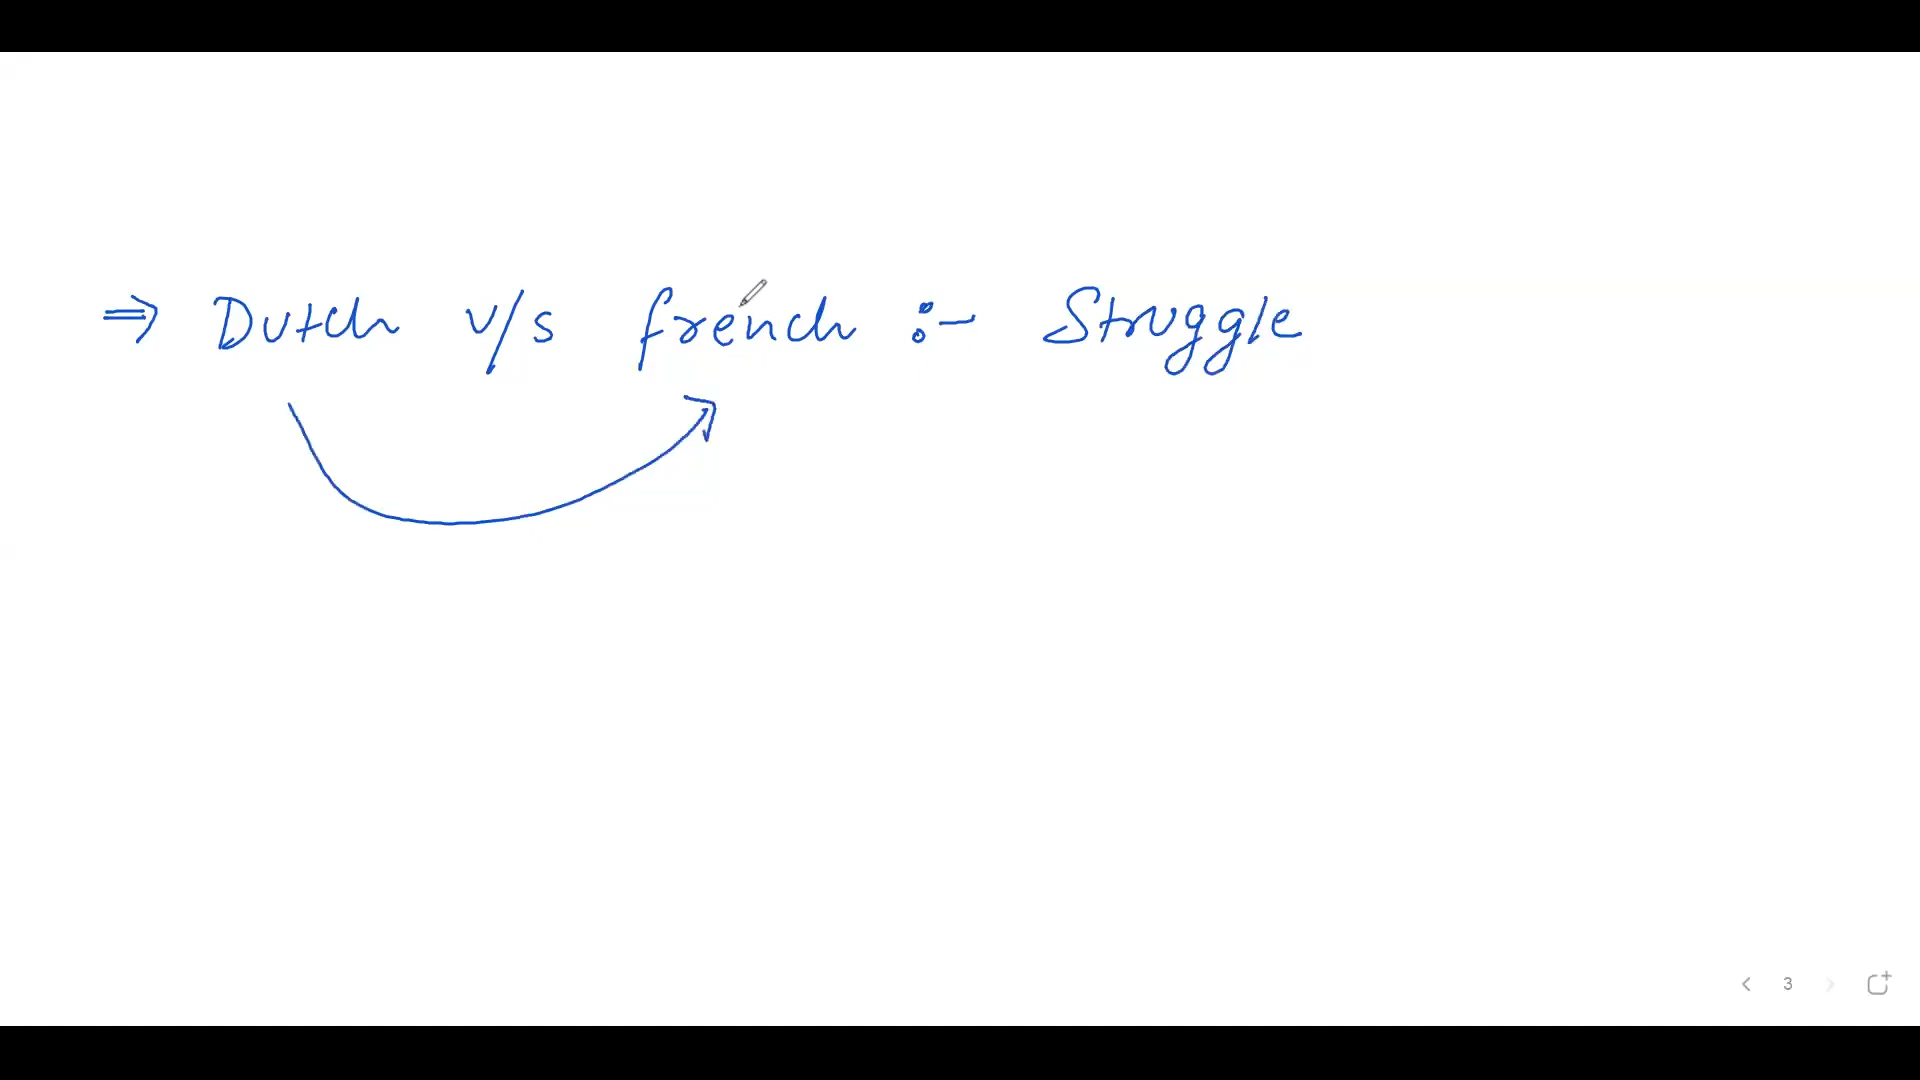 ⇒ Dutch v/s french :- Struggle
3